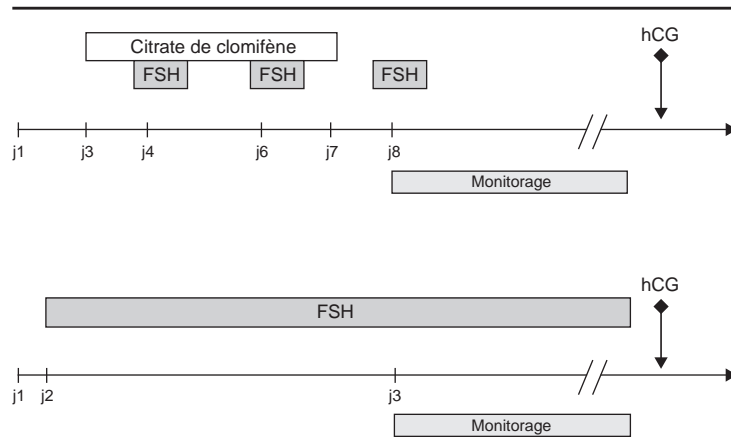 hCG
Citrate de clomifène
FSH FSH FSH
j1 j3 j4 j6 j7 j8
Monitorage
hCG
FSH
j1 j2 j3
Monitorage